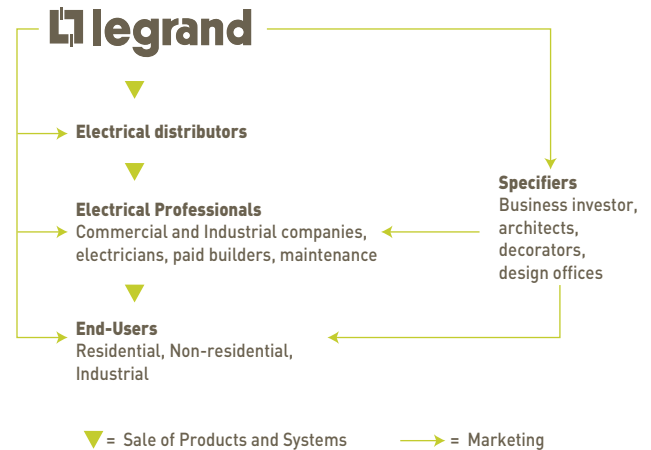 legrand
Electrical distributors
Electrical Professionals
Commercial and Industrial companies,
electricians, paid builders, maintenance
Specifiers
Business investor,
architects,
decorators,
design offices
End-Users
Residential, Non-residential,
Industrial
= Sale of Products and Systems
= Marketing